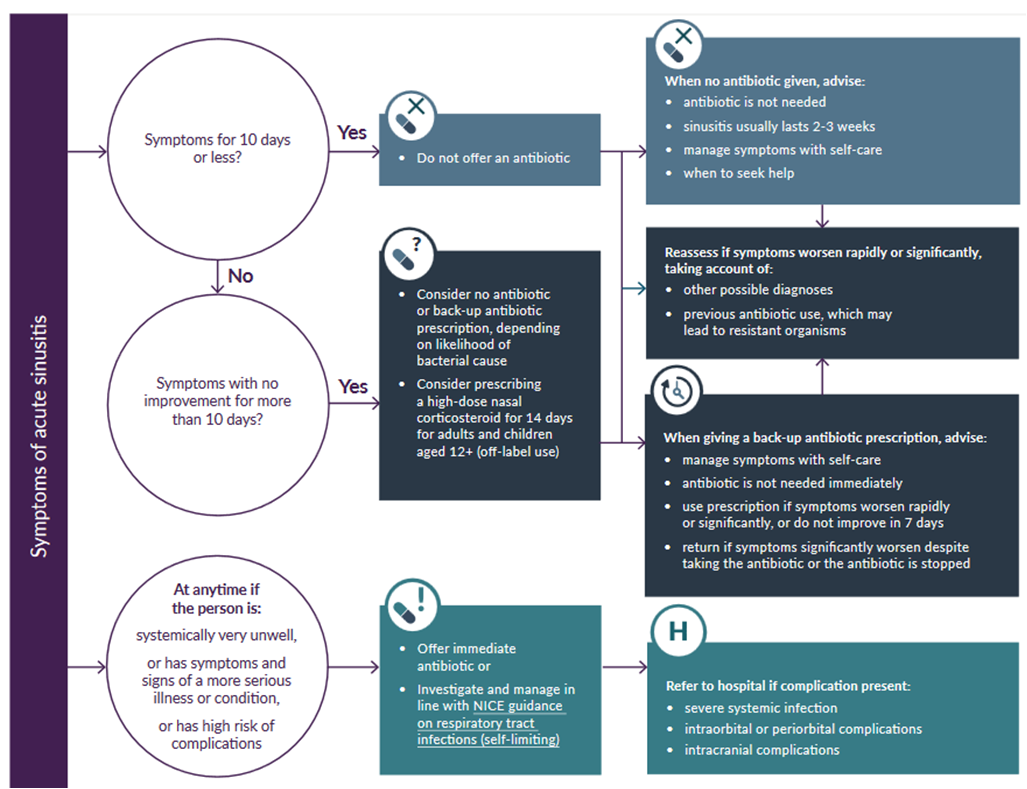 Symptoms of acute sinusitis
Symptoms for 10 days
or less?
Yes
Do not offer an antibiotic
When no antibiotic given, advise:
• antibiotic is not needed
• sinusitis usually lasts 2-3 weeks
• manage symptoms with self-care
• when to seek help
No
Symptoms with no
improvement for more
than 10 days?
Yes
?
• Consider no antibiotic
or back-up antibiotic
prescription, depending
on likelihood of
bacterial cause
• Consider prescribing
a high-dose nasal
corticosteroid for 14 days
for adults and children
aged 12+ (off-label use)
Reassess if symptoms worsen rapidly or significantly,
taking account of:
• other possible diagnoses
• previous antibiotic use, which may
lead to resistant organisms
When giving a back-up antibiotic prescription, advise:
• manage symptoms with self-care
• antibiotic is not needed immediately
• use prescription if symptoms worsen rapidly
or significantly, or do not improve in 7 days
• return if symptoms significantly worsen despite
taking the antibiotic or the antibiotic is stopped
At anytime if
the person is:
systemically very unwell,
or has symptoms and
signs of a more serious
illness or condition,
or has high risk of
complications
!
• Offer immediate
antibiotic or
• Investigate and manage in
line with NICE guidance
on respiratory tract
infections (self-limiting)
H
Refer to hospital if complication present:
• severe systemic infection
• intraorbital or periorbital complications
• intracranial complications